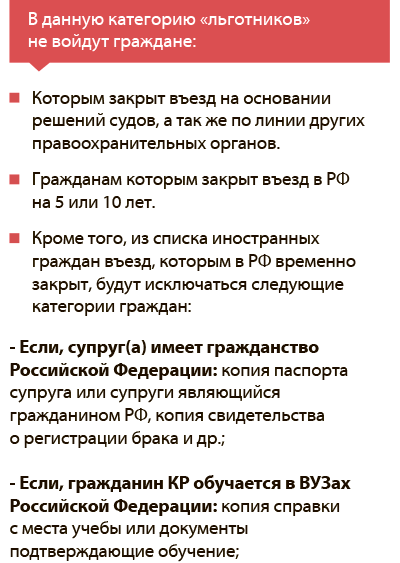 В данную категорию «льготников»
не войдут граждане:
Которым закрыт въезд на основании
решений судов, а так же по линии других
правоохранительных органов.
Гражданам которым закрыт въезд в РФ
на 5 или 10 лет.
Кроме того, из списка иностранных
граждан въезд, которым в РФ временно
закрыт, будут исключаться следующие
категории граждан:
- Если, супруг(а) имеет гражданство
Российской Федерации: копия паспорта
супруга или супруги являющийся
гражданином РФ, копия свидетельства
о регистрации брака и др.;
- Если, гражданин КР обучается в ВУЗах
Российской Федерации: копия справки
с места учебы или документы
подтверждающие обучение;